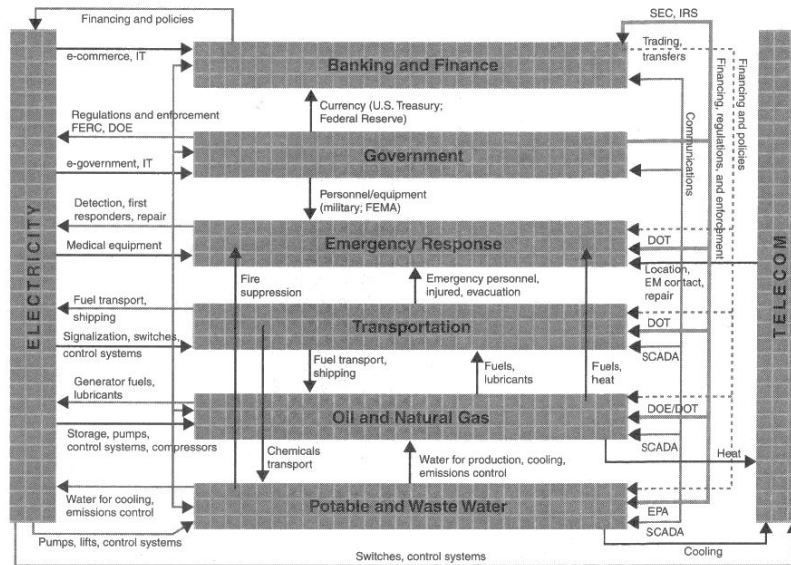 Financing and policies
SEC, IRS
e-commerce, IT
Banking and Finance
Trading,
transfers
Regulations and enforcement
FERC, DOE
Currency (U.S. Treasury;
Federal Reserve)
Government
e-government, IT
Communications
Financing, regulations, and enforcement
Financing and policies
Detection, first
responders, repair
Personnel/equipment
(military; FEMA)
Emergency Response
DOT
Medical equipment
Location,
EM contact,
repair
Fire
suppression
Emergency personnel,
injured, evacuation
ELECTRICITY
TELECOM
Fuel transport,
shipping
Transportation
DOT
Signalization, switches,
control systems
SCADA
Fuel transport,
shipping
Fuels,
lubricants
Fuels,
heat
Generator fuels,
lubricants
Oil and Natural Gas
DOE/DOT
Storage, pumps,
control systems, compressors
SCADA
Chemicals
transport
Water for production, cooling,
emissions control
Heat
Water for cooling,
emissions control
Potable and Waste Water
EPA
SCADA
Pumps, lifts, control systems
Cooling
Switches, control systems